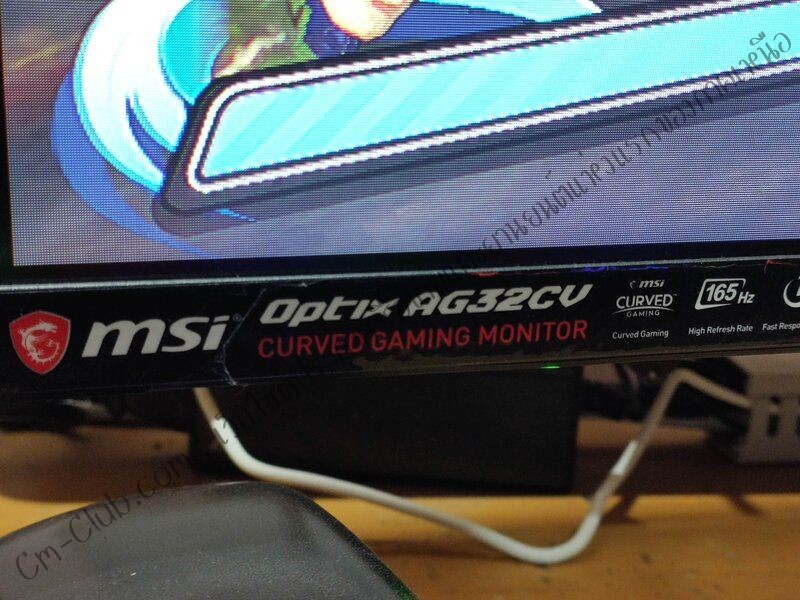 msi
Optix AG32CV
CURVED GAMING MONITOR
msi
CURVED
GAMING
Curved Gaming
165Hz
High Refresh Rate
Fast
Cm-Club.com